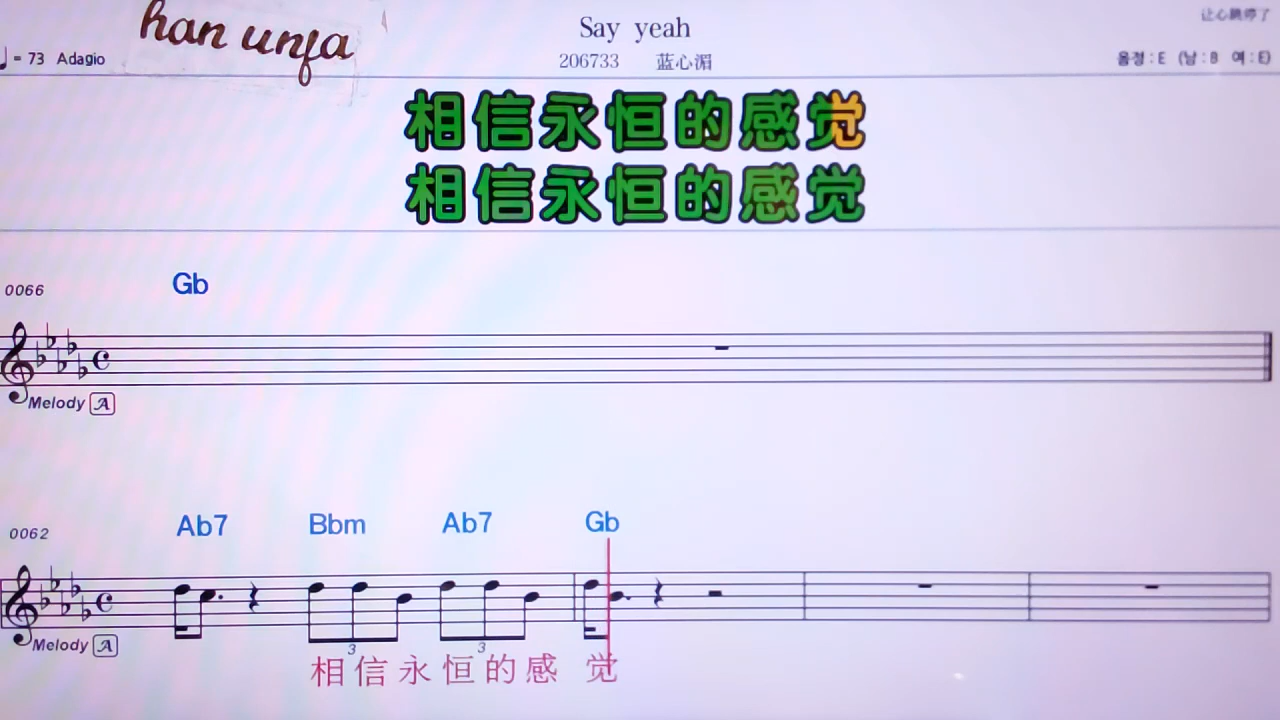 han unfa
Say yeah
让心跳停了
♩= 73 Adagio
206733 蓝心湄
음정 : E (남 : B 여 : E)
相信永恒的感觉
相信永恒的感觉
0066
Gb
Melody A
0062
Ab7 Bbm Ab7 Gb
3 3
Melody A
相信永恒的感觉